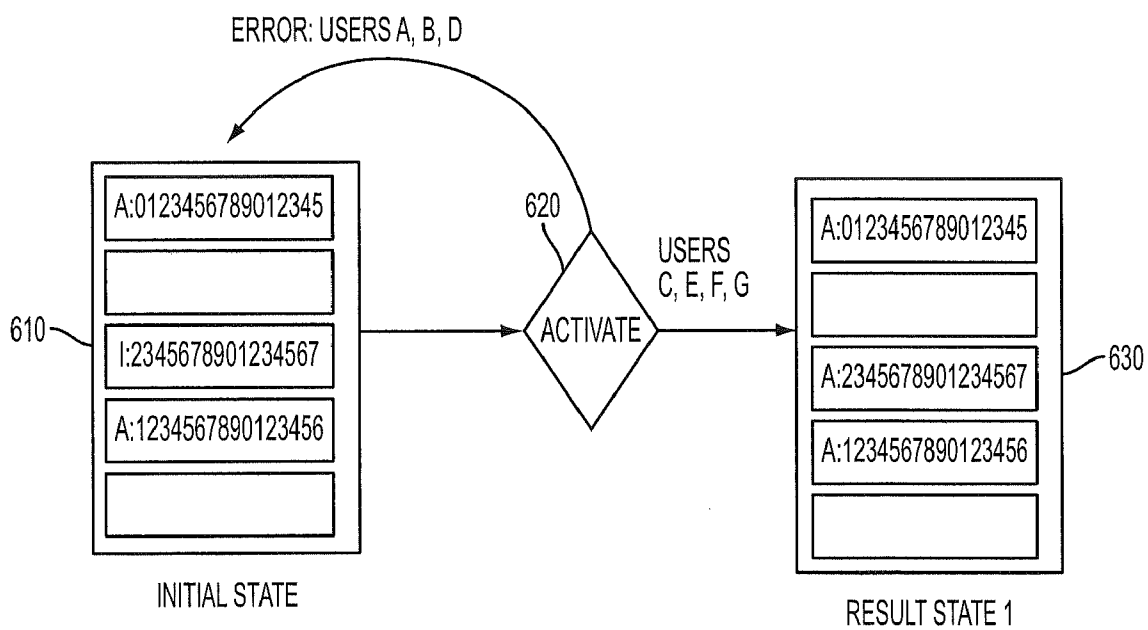 ERROR: USERS A, B, D
A:0123456789012345
610
I:2345678901234567
A:1234567890123456
INITIAL STATE
620
ACTIVATE
USERS
C, E, F, G
A:0123456789012345
A:2345678901234567
630
A:1234567890123456
RESULT STATE 1